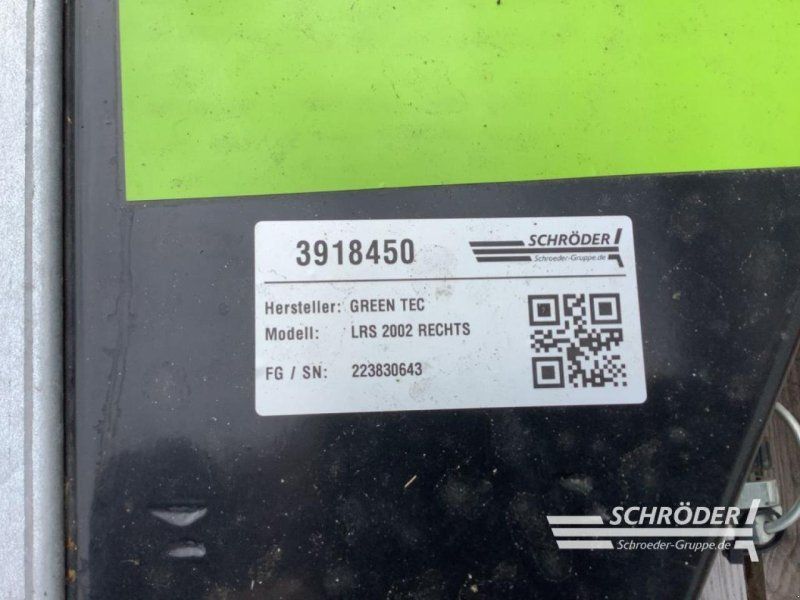 3918450
SCHRÖDER
Schroeder-Gruppe.de
Hersteller: GREEN TEC
Modell: LRS 2002 RECHTS
FG / SN: 223830643
SCHRÖDER
Schroeder-Gruppe.de